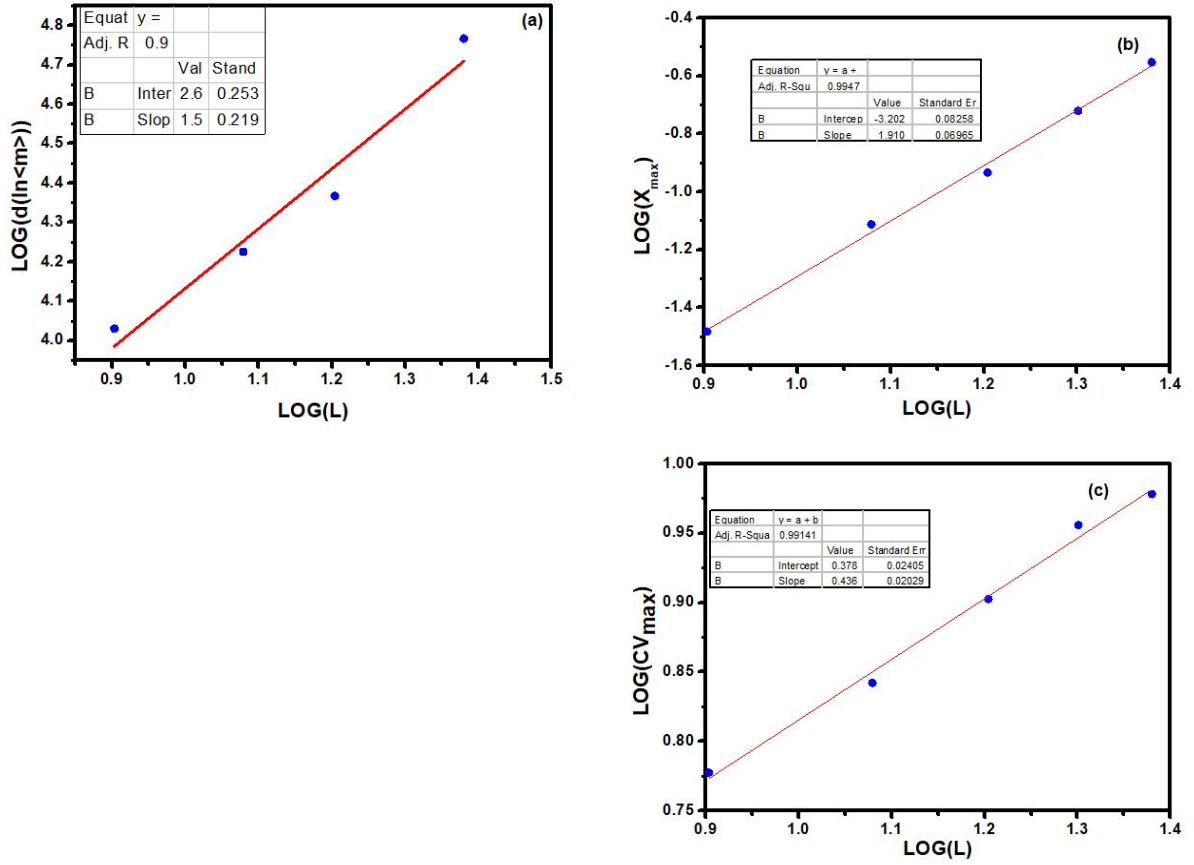 (a)
Equat y =
Adj. R 0.9
Val Stand
B Inter 2.6 0.253
B Slop 1.5 0.219
LOG(d(ln<m>))
4.8
4.7
4.6
4.5
4.4
4.3
4.2
4.1
4.0
0.9 1.0 1.1 1.2 1.3 1.4 1.5
LOG(L)
(b)
Equation y = a +
Adj. R-Squ 0.9947
Value Standard Er
B Intercep -3.202 0.08258
B Slope 1.910 0.06965
LOG(X_max)
-0.4
-0.6
-0.8
-1.0
-1.2
-1.4
-1.6
0.9 1.0 1.1 1.2 1.3 1.4
LOG(L)
(c)
Equation y = a + b
Adj. R-Squa 0.99141
Value Standard Err
B Intercept 0.378 0.02405
B Slope 0.436 0.02029
LOG(CV_max)
1.00
0.95
0.90
0.85
0.80
0.75
0.9 1.0 1.1 1.2 1.3 1.4
LOG(L)